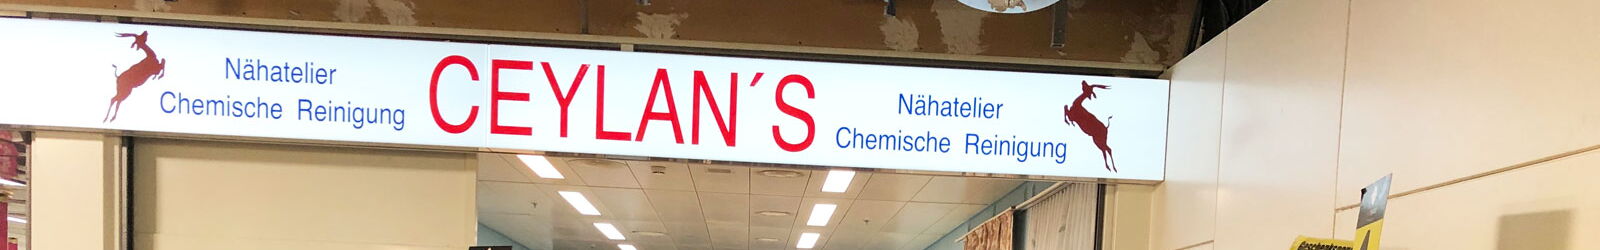 Nähatelier
Chemische Reinigung
CEYLAN´S
Nähatelier
Chemische Reinigung